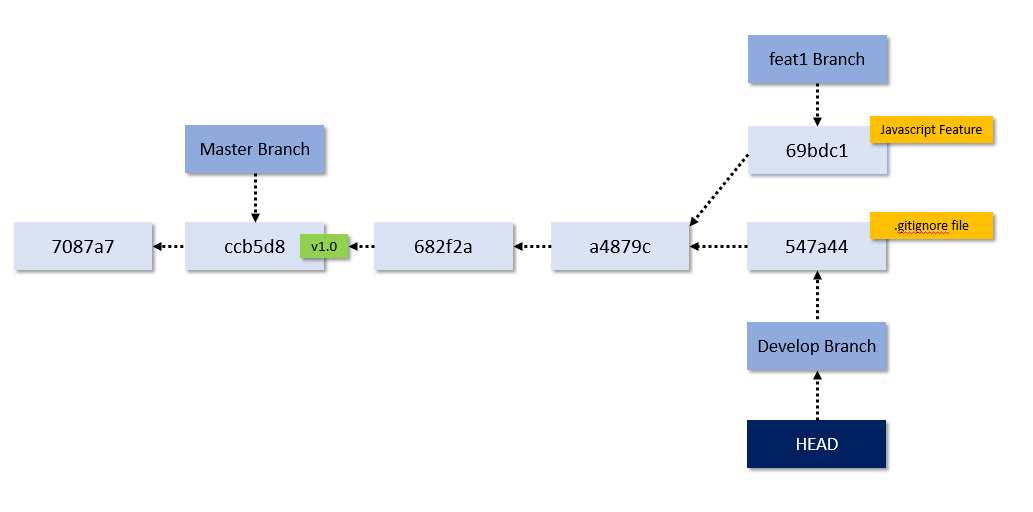 feat1 Branch
Javascript Feature
69bdc1
Master Branch
7087a7
ccb5d8
v1.0
682f2a
a4879c
547a44
.gitignore file
Develop Branch
HEAD